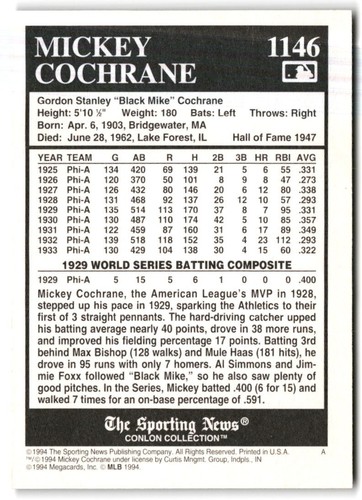 MICKEY
COCHRANE
1146
Gordon Stanley "Black Mike" Cochrane
Height: 5'10 ½" Weight: 180 Bats: Left Throws: Right
Born: Apr. 6, 1903, Bridgewater, MA
Died: June 28, 1962, Lake Forest, IL Hall of Fame 1947
YEAR TEAM G AB R H 2B 3B HR RBI AVG
1925 Phi-A 134 420 69 139 21 5 6 55 .331
1926 Phi-A 120 370 50 101 8 9 8 47 .273
1927 Phi-A 126 432 80 146 20 6 12 80 .338
1928 Phi-A 131 468 92 137 26 12 10 57 .293
1929 Phi-A 135 514 113 170 37 8 7 95 .331
1930 Phi-A 130 487 110 174 42 5 10 85 .357
1931 Phi-A 122 459 87 160 31 6 17 89 .349
1932 Phi-A 139 518 118 152 35 4 23 112 .293
1933 Phi-A 130 429 104 138 30 4 15 60 .322
1929 WORLD SERIES BATTING COMPOSITE
1929 Phi-A 5 15 5 6 1 0 0 0 .400
Mickey Cochrane, the American League's MVP in 1928,
stepped up his pace in 1929, sparking the Athletics to their
first of 3 straight pennants. The hard-driving catcher upped
his batting average nearly 40 points, drove in 38 more runs,
and improved his fielding percentage 17 points. Batting 3rd
behind Max Bishop (128 walks) and Mule Haas (181 hits), he
drove in 95 runs with only 7 homers. Al Simmons and Jim-
mie Foxx followed "Black Mike," so he also saw plenty of
good pitches. In the Series, Mickey batted .400 (6 for 15) and
walked 7 times for an on-base percentage of .591.
The Sporting News®
CONLON COLLECTION™
©1994 The Sporting News Publishing Company. All Rights Reserved. Printed in U.S.A. A
™/©1994 Mickey Cochrane under license by Curtis Mngmt. Group, Indpls., IN
©1994 Megacards, Inc. © MLB 1994.